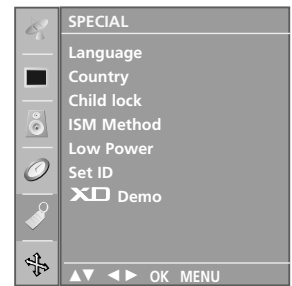 SPECIAL
Language
Country
Child lock
ISM Method
Low Power
Set ID
XD Demo
▲▼ ◄► OK MENU